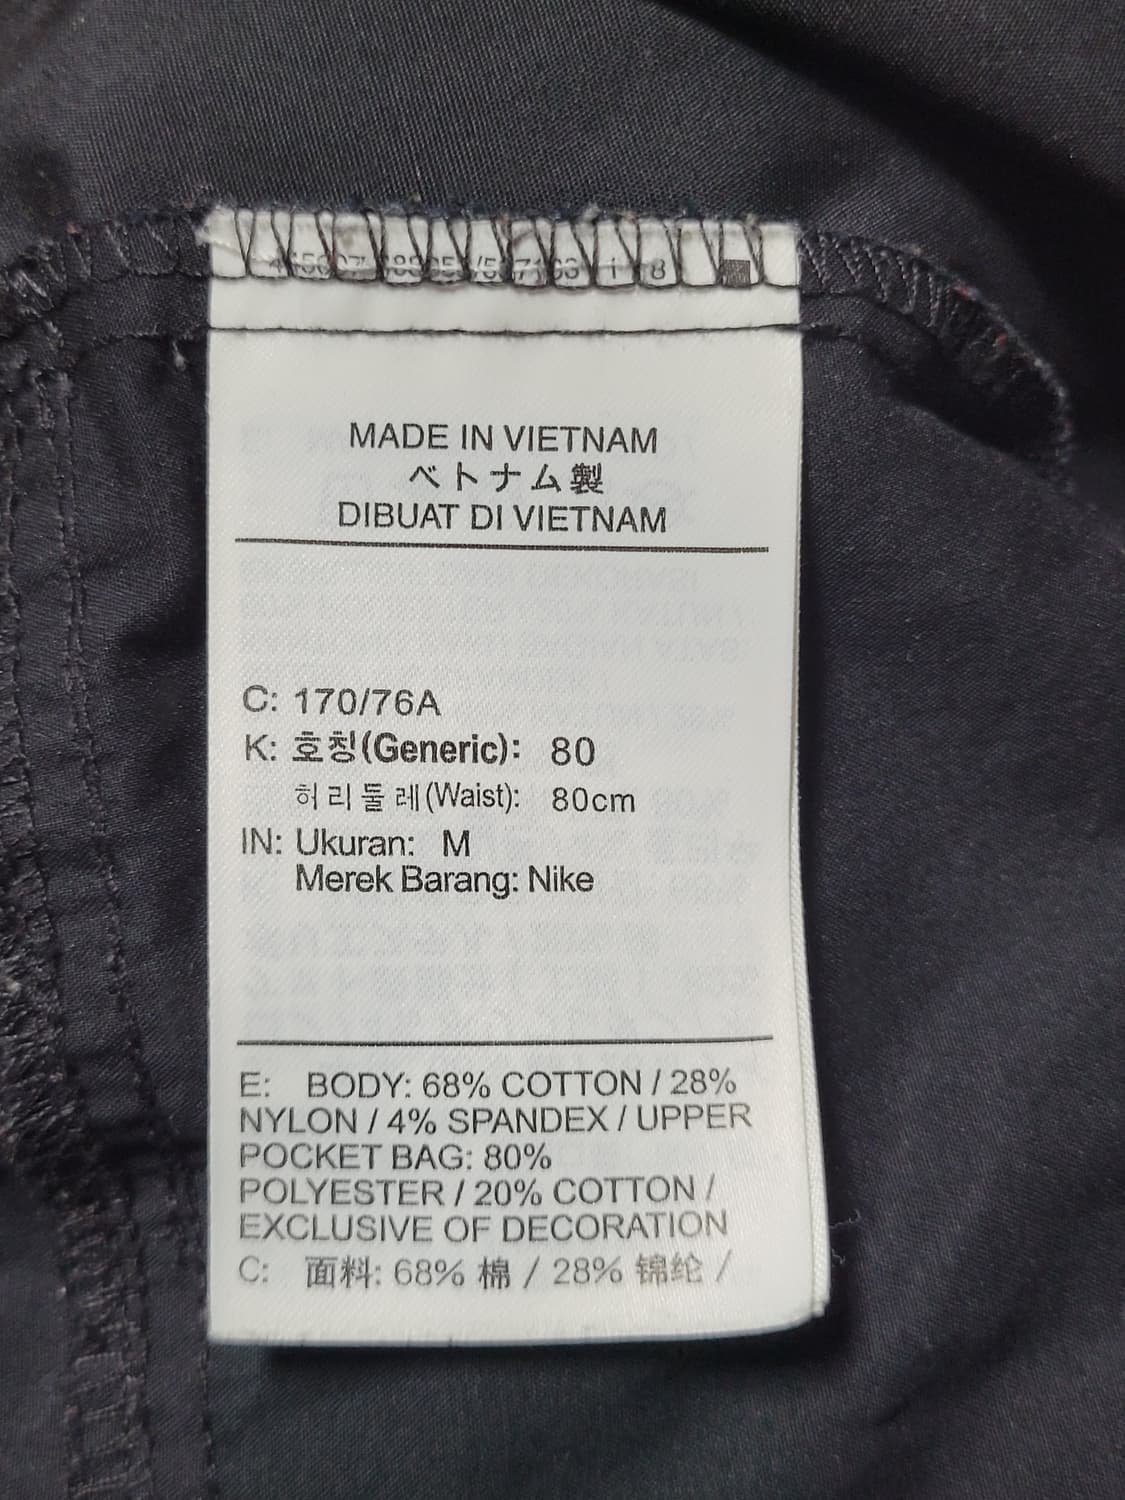 MADE IN VIETNAM
ベトナム製
DIBUAT DI VIETNAM
C: 170/76A
K: 호칭(Generic): 80
허리둘레(Waist): 80cm
IN: Ukuran: M
Merek Barang: Nike
E: BODY: 68% COTTON / 28%
NYLON / 4% SPANDEX / UPPER
POCKET BAG: 80%
POLYESTER / 20% COTTON /
EXCLUSIVE OF DECORATION
C: 面料: 68% 棉 / 28% 锦纶 /